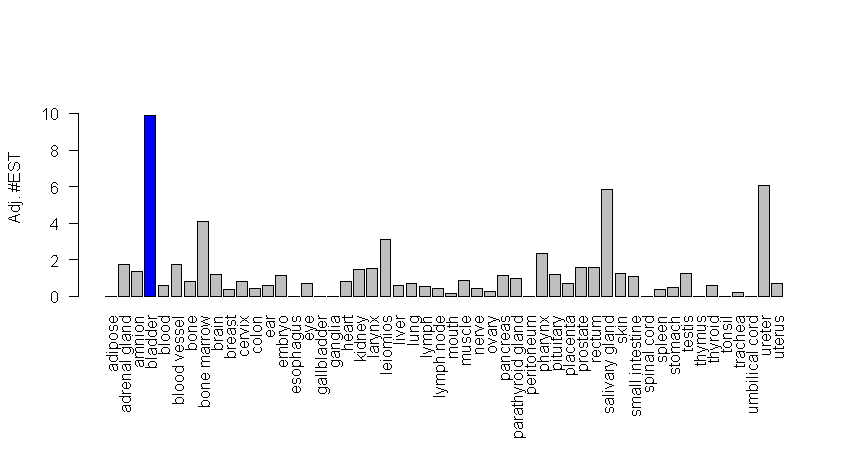 Adj. #EST
10
8
6
4
2
0
adipose
adrenal gland
amnion
bladder
blood
blood vessel
bone
bone marrow
brain
breast
cervix
colon
ear
embryo
esophagus
eye
gallbladder
ganglia
heart
kidney
larynx
leiomios
liver
lung
lymph
lymph node
mouth
muscle
nerve
ovary
pancreas
parathyroid gland
peritoneum
pharynx
pituitary
placenta
prostate
rectum
salivary gland
skin
small intestine
spinal cord
spleen
stomach
testis
thymus
thyroid
tonsil
trachea
umbilical cord
ureter
uterus